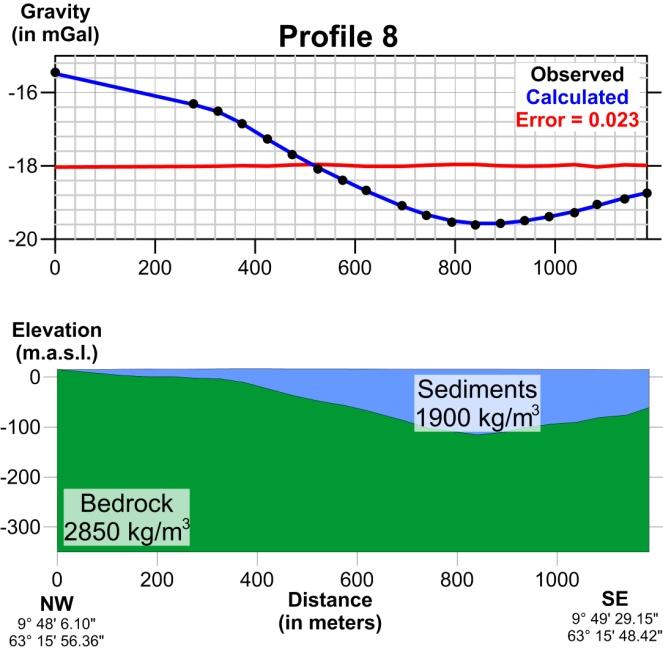 Gravity
(in mGal)
Profile 8
Observed
Calculated
Error = 0.023
-16
-18
-20
0 200 400 600 800 1000
Elevation
(m.a.s.l.)
0
-100
-200
-300
Sediments
1900 kg/m³
Bedrock
2850 kg/m³
0 200 400 600 800 1000
NW
Distance
(in meters)
SE
9° 48' 6.10"
63° 15' 56.36"
9° 49' 29.15"
63° 15' 48.42"